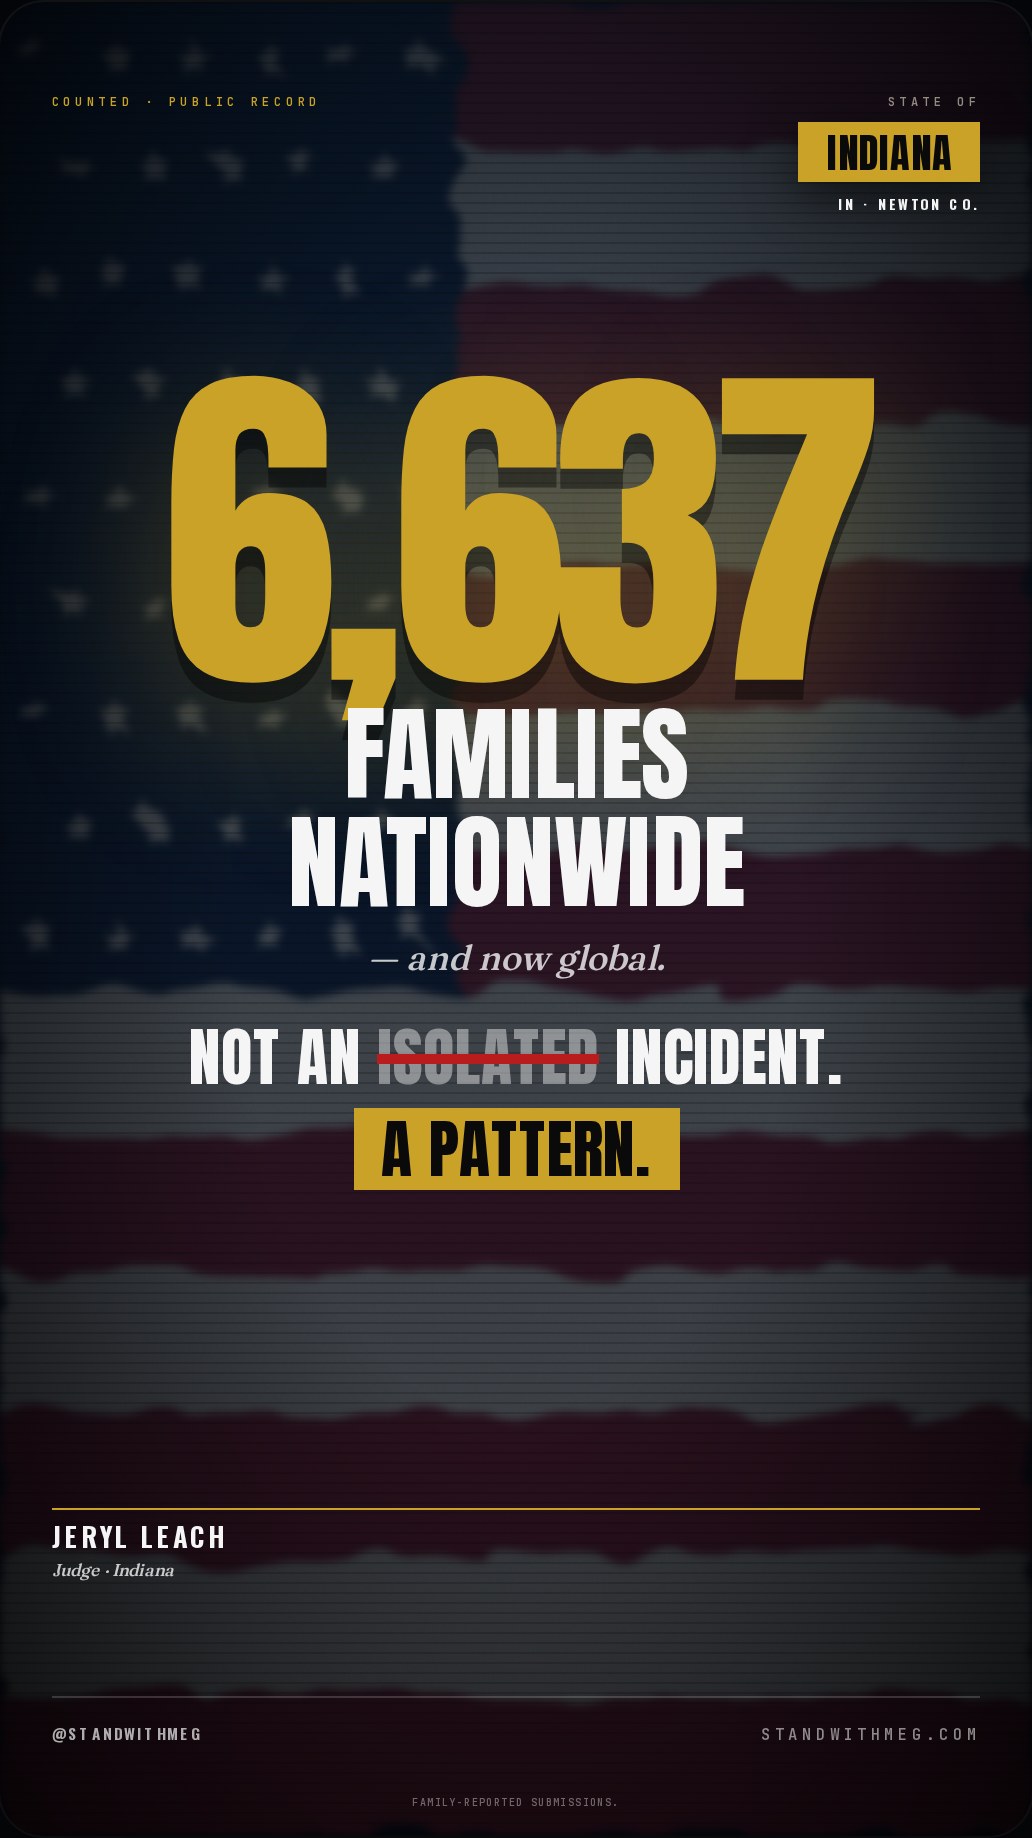 COUNTED · PUBLIC RECORD
STATE OF
INDIANA
IN · NEWTON CO.
6,637
FAMILIES
NATIONWIDE
— and now global.
NOT AN ISOLATED INCIDENT.
A PATTERN.
JERYL LEACH
Judge · Indiana
@STANDWITHMEG
STANDWITHMEG.COM
FAMILY-REPORTED SUBMISSIONS.